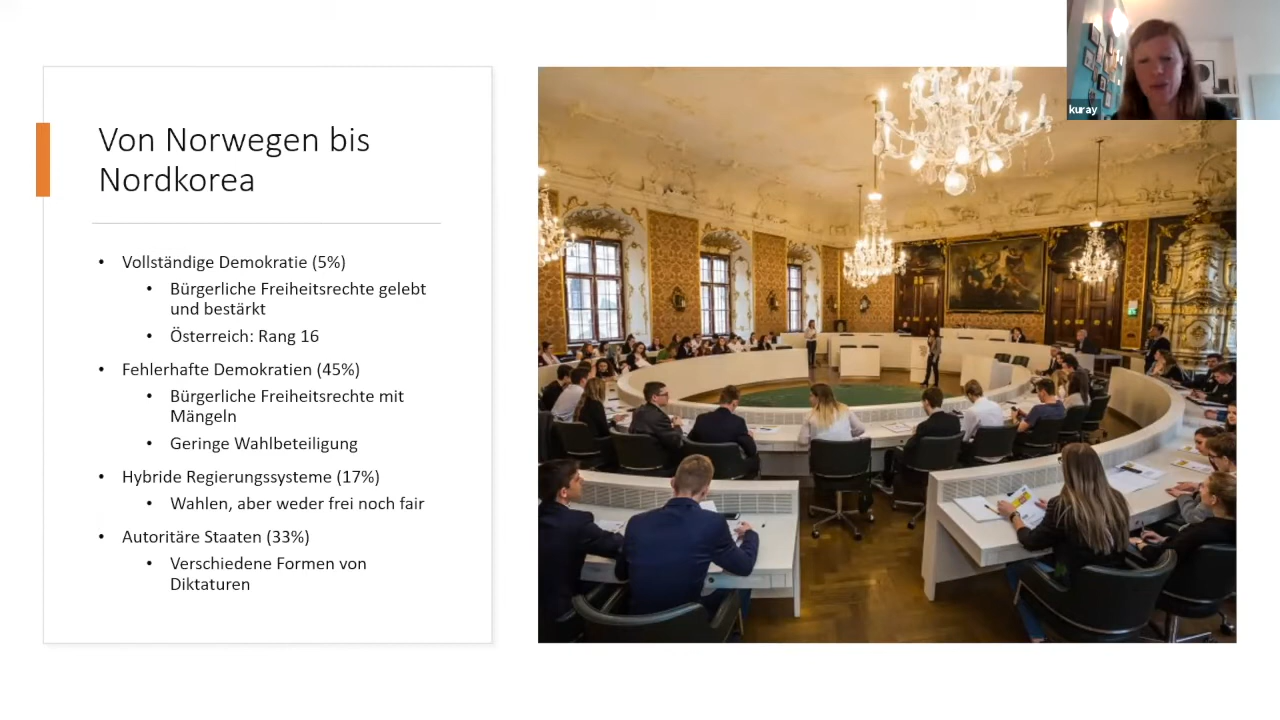 kuray
Von Norwegen bis
Nordkorea
• Vollständige Demokratie (5%)
• Bürgerliche Freiheitsrechte gelebt
und bestärkt
• Österreich: Rang 16
• Fehlerhafte Demokratien (45%)
• Bürgerliche Freiheitsrechte mit
Mängeln
• Geringe Wahlbeteiligung
• Hybride Regierungssysteme (17%)
• Wahlen, aber weder frei noch fair
• Autoritäre Staaten (33%)
• Verschiedene Formen von
Diktaturen